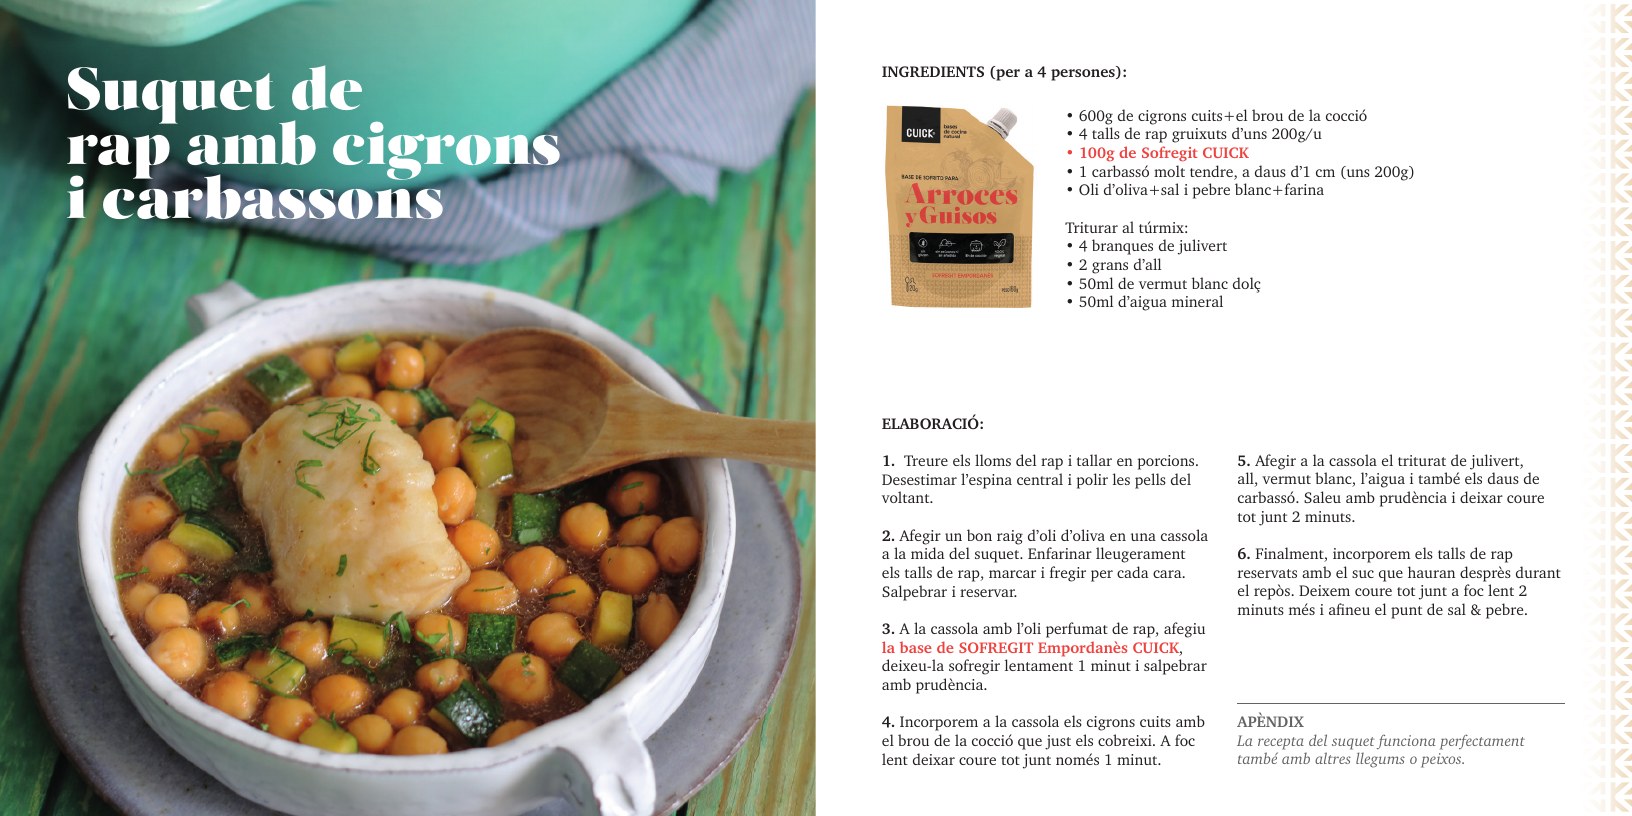 Suquet de
rap amb cigrons
i carbassons
INGREDIENTS (per a 4 persones):
CUICK
bases
de cocina
natural
BASE DE SOFRITO PARA
Arroces
y Guisos
SOFREGIT EMPORDANÈS
• 600g de cigrons cuits+el brou de la cocció
• 4 talls de rap gruixuts d’uns 200g/u
• 100g de Sofregit CUICK
• 1 carbassó molt tendre, a daus d’1 cm (uns 200g)
• Oli d’oliva+sal i pebre blanc+farina
Triturar al túrmix:
• 4 branques de julivert
• 2 grans d’all
• 50ml de vermut blanc dolç
• 50ml d’aigua mineral
ELABORACIÓ:
1. Treure els lloms del rap i tallar en porcions.
Desestimar l’espina central i polir les pells del
voltant.
2. Afegir un bon raig d’oli d’oliva en una cassola
a la mida del suquet. Enfarinar lleugerament
els talls de rap, marcar i fregir per cada cara.
Salpebrar i reservar.
3. A la cassola amb l’oli perfumat de rap, afegiu
la base de SOFREGIT Empordanès CUICK,
deixeu-la sofregir lentament 1 minut i salpebrar
amb prudència.
4. Incorporem a la cassola els cigrons cuits amb
el brou de la cocció que just els cobreixi. A foc
lent deixar coure tot junt només 1 minut.
5. Afegir a la cassola el triturat de julivert,
all, vermut blanc, l’aigua i també els daus de
carbassó. Saleu amb prudència i deixar coure
tot junt 2 minuts.
6. Finalment, incorporem els talls de rap
reservats amb el suc que hauran desprès durant
el repòs. Deixem coure tot junt a foc lent 2
minuts més i afineu el punt de sal & pebre.
APÈNDIX
La recepta del suquet funciona perfectament
també amb altres llegums o peixos.